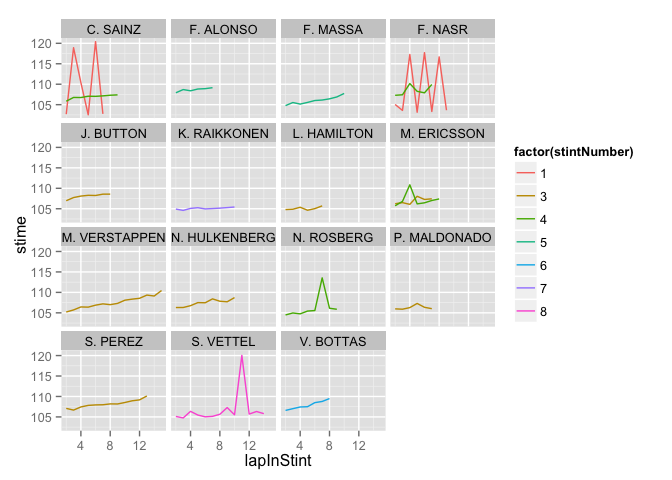 C. SAINZ F. ALONSO F. MASSA F. NASR
120
115
110
105
J. BUTTON K. RAIKKONEN L. HAMILTON M. ERICSSON
120
115
110
105
M. VERSTAPPEN N. HULKENBERG N. ROSBERG P. MALDONADO
120
115
110
105
S. PEREZ S. VETTEL V. BOTTAS
120
115
110
105
4 8 12 4 8 12 4 8 12
lapInStint
stime
factor(stintNumber)
1
3
4
5
6
7
8